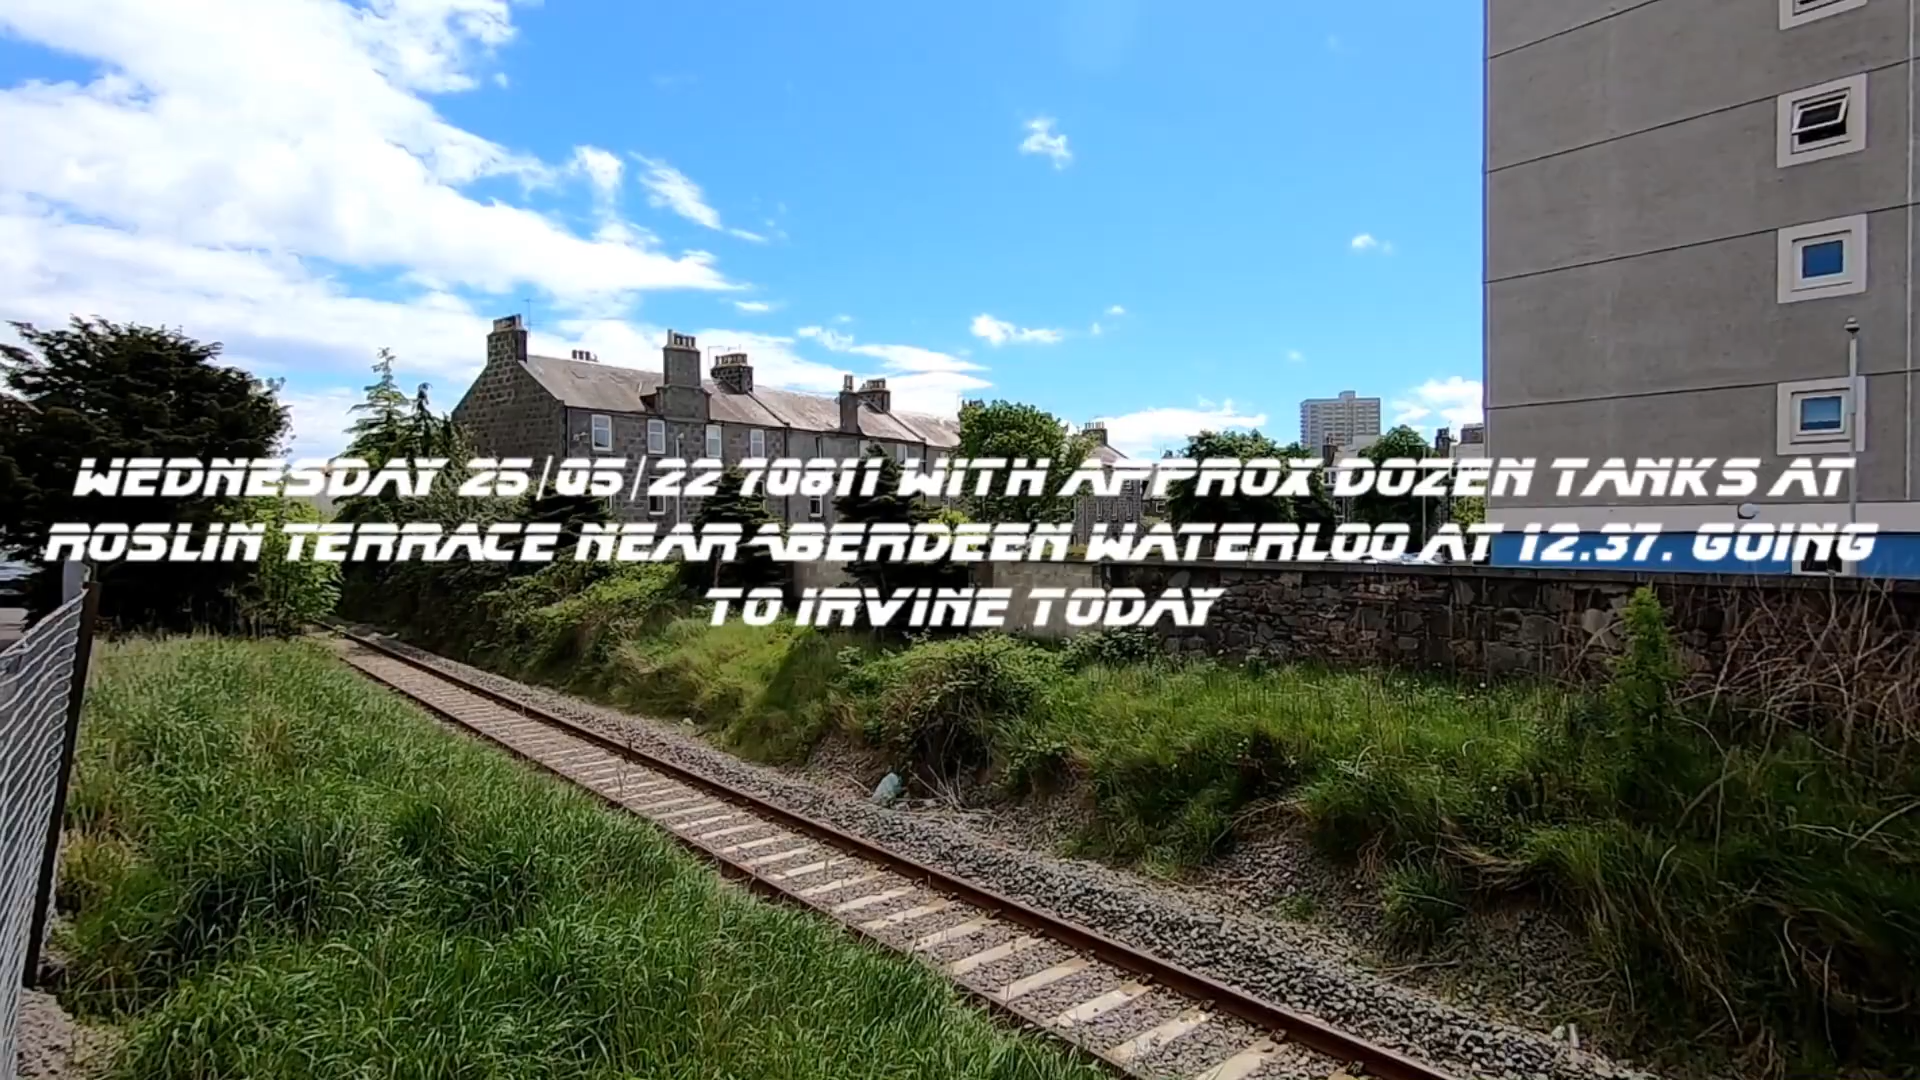 WEDNESDAY 25/05/22 70811 WITH APPROX DOZEN TANKS AT
ROSLIN TERRACE NEAR ABERDEEN WATERLOO AT 12.37. GOING
TO IRVINE TODAY